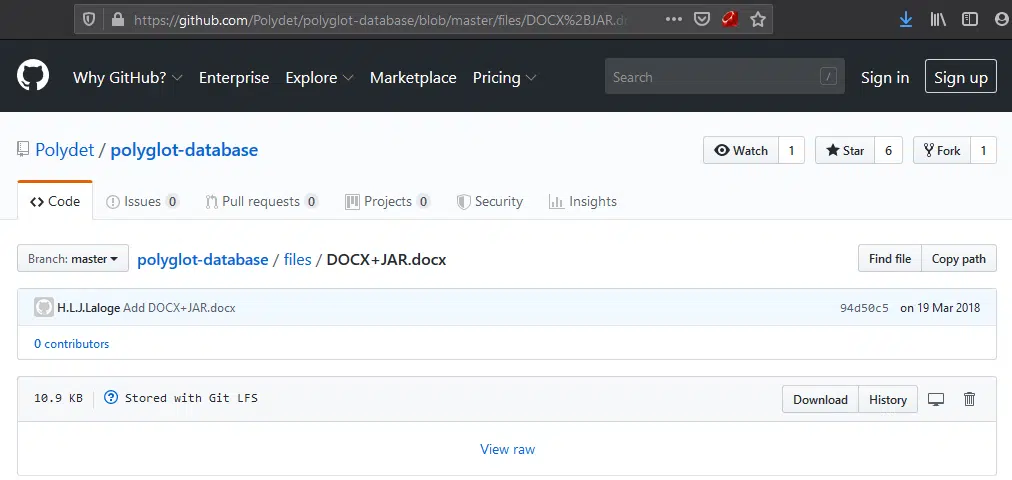 https://github.com/Polydet/polyglot-database/blob/master/files/DOCX%2BJAR.d
Why GitHub? Enterprise Explore Marketplace Pricing Search / Sign in Sign up
Polydet / polyglot-database Watch 1 Star 6 Fork 1
Code Issues 0 Pull requests 0 Projects 0 Security Insights
Branch: master polyglot-database / files / DOCX+JAR.docx Find file Copy path
H.L.J.Laloge Add DOCX+JAR.docx 94d50c5 on 19 Mar 2018
0 contributors
10.9 KB ? Stored with Git LFS Download History
View raw